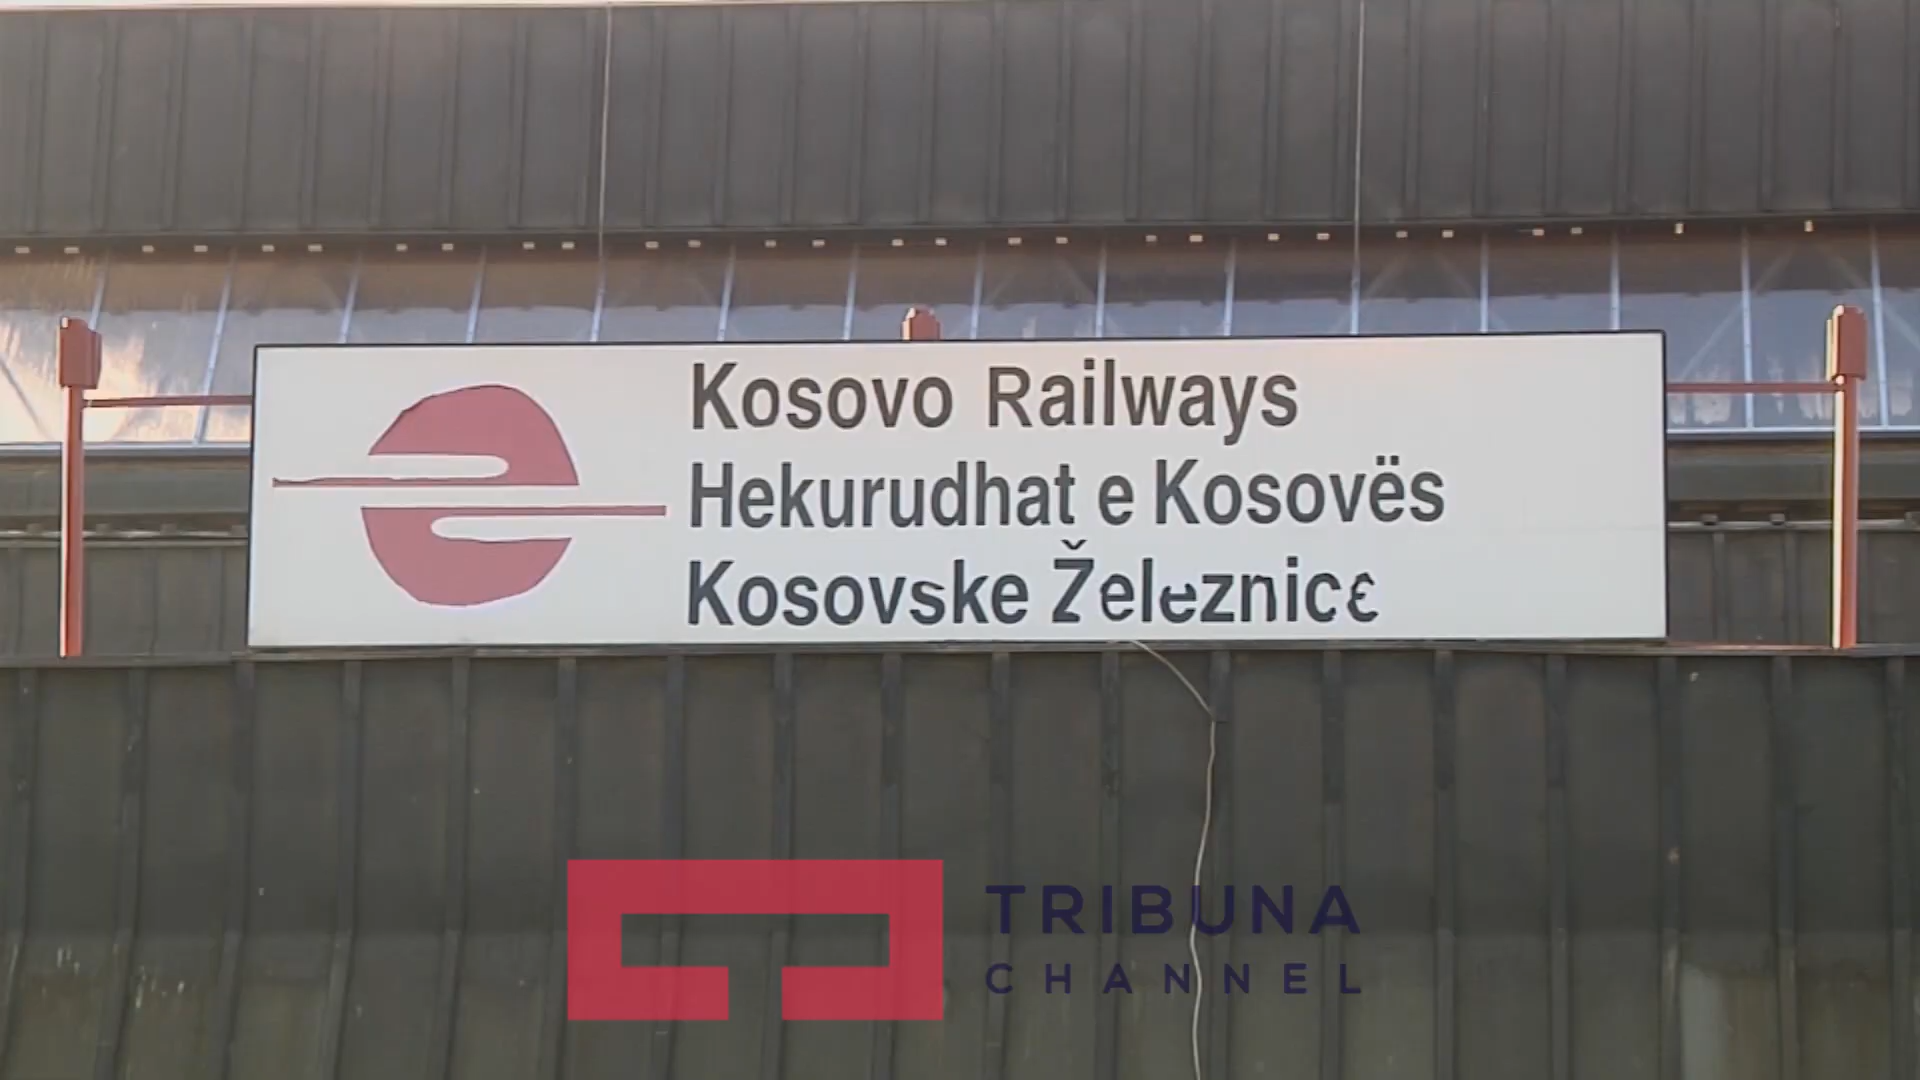 Kosovo Railways
Hekurudhat e Kosovës
Kosovske Železnice
TRIBUNA
CHANNEL